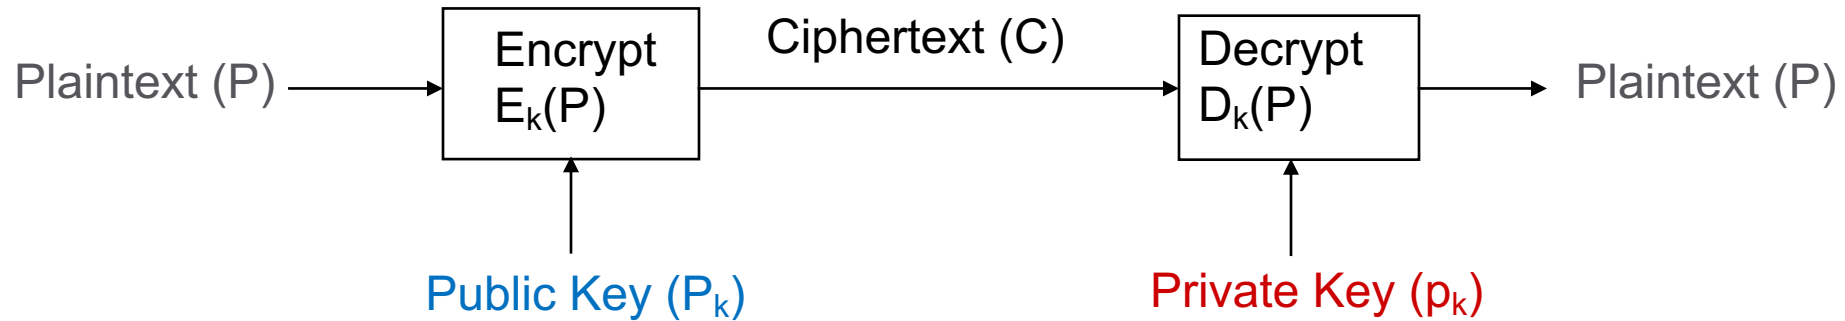 Plaintext (P)
Encrypt
Eₖ(P)
Ciphertext (C)
Decrypt
Dₖ(P)
Plaintext (P)
Public Key (Pₖ)
Private Key (pₖ)